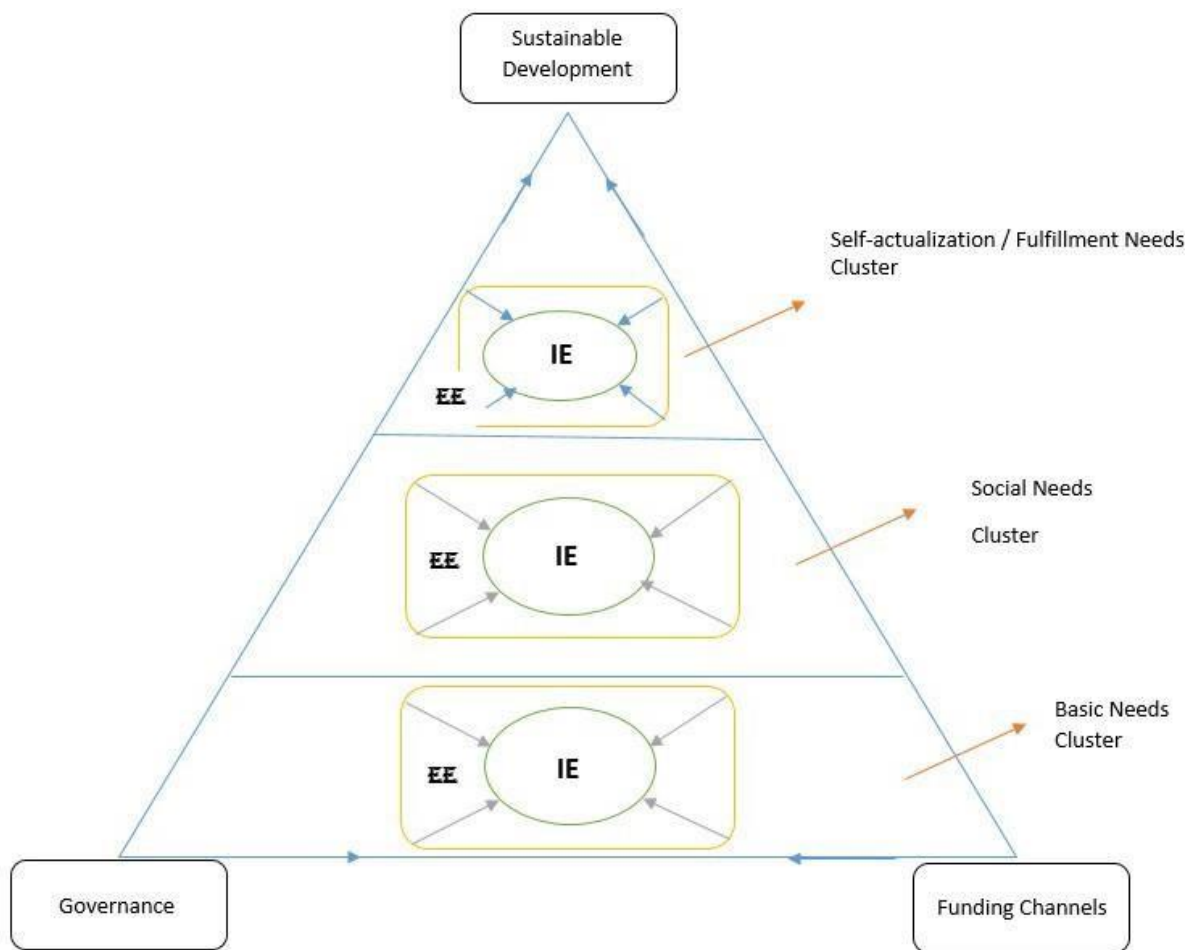 Sustainable
Development
Self-actualization / Fulfillment Needs
Cluster
IE
EE
Social Needs
Cluster
EE
IE
Basic Needs
Cluster
EE
IE
Governance
Funding Channels